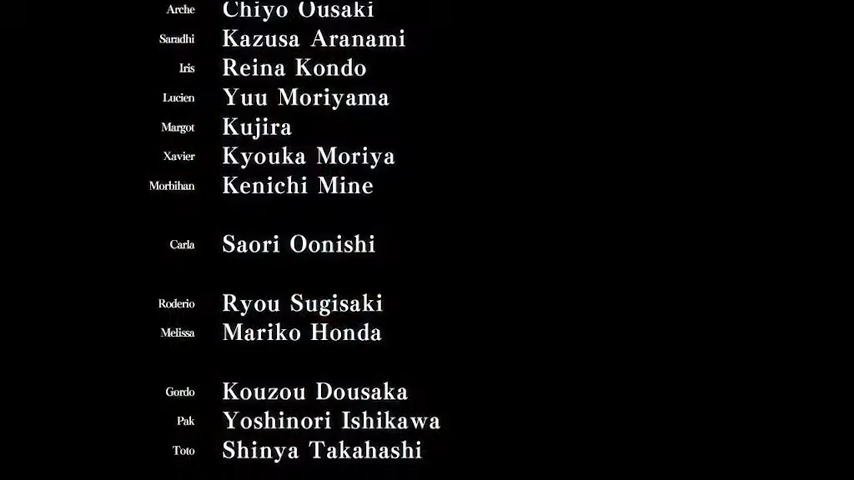 Arche Chiyo Ousaki
Saradhi Kazusa Aranami
Iris Reina Kondo
Lucien Yuu Moriyama
Margot Kujira
Xavier Kyouka Moriya
Morbihan Kenichi Mine
Carla Saori Oonishi
Roderio Ryou Sugisaki
Melissa Mariko Honda
Gordo Kouzou Dousaka
Pak Yoshinori Ishikawa
Toto Shinya Takahashi